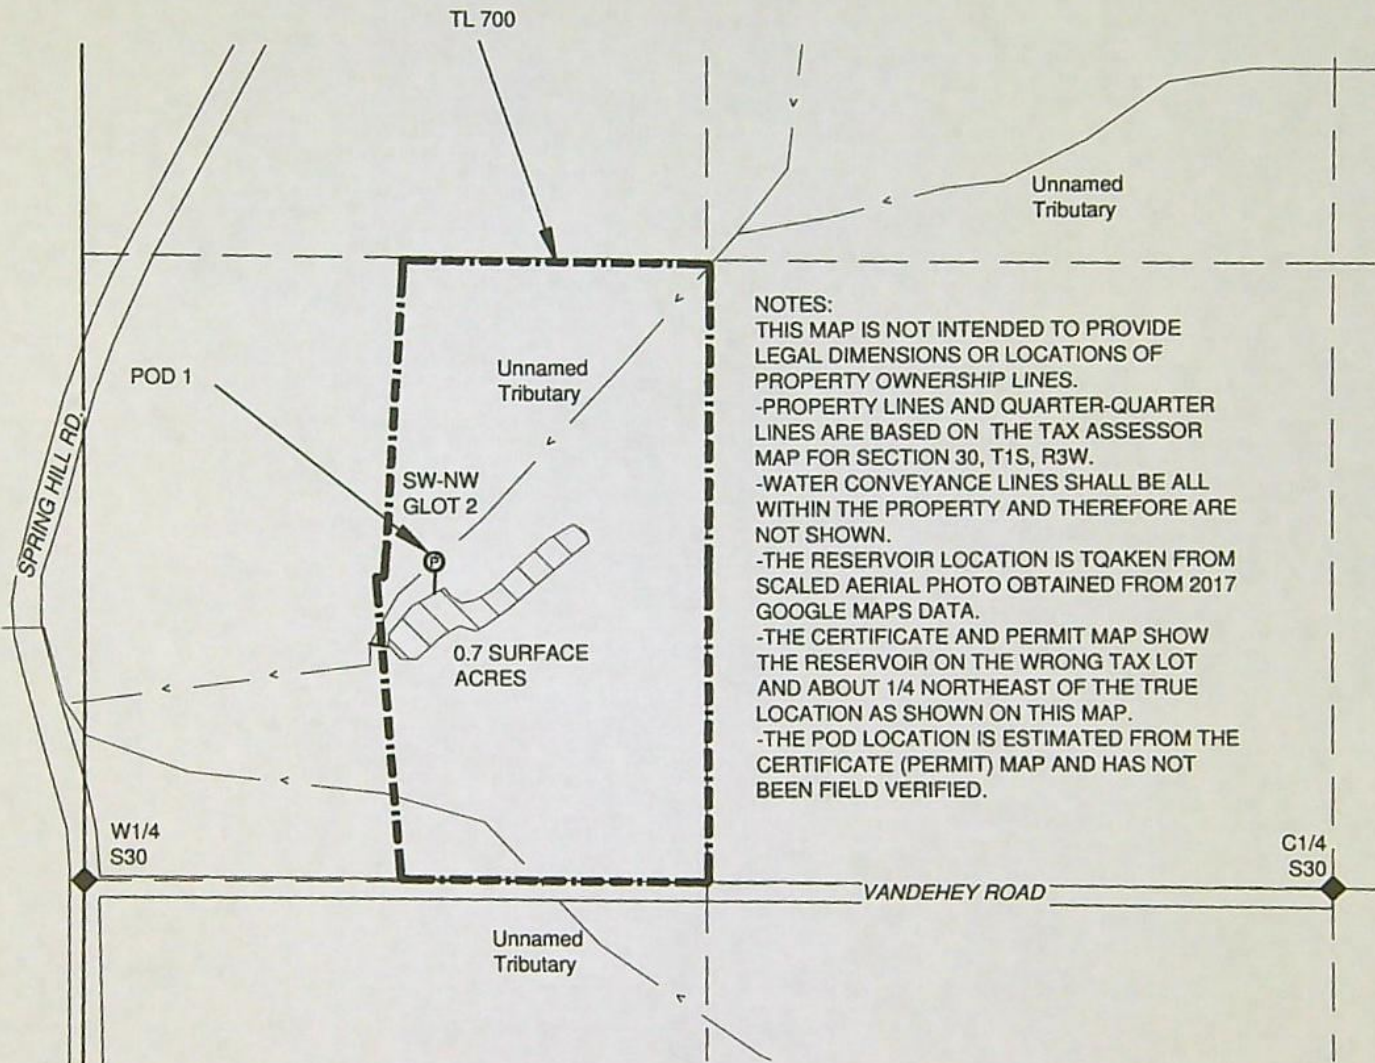 TL 700
Unnamed
Tributary
NOTES:
THIS MAP IS NOT INTENDED TO PROVIDE
LEGAL DIMENSIONS OR LOCATIONS OF
PROPERTY OWNERSHIP LINES.
-PROPERTY LINES AND QUARTER-QUARTER
LINES ARE BASED ON THE TAX ASSESSOR
MAP FOR SECTION 30, T1S, R3W.
-WATER CONVEYANCE LINES SHALL BE ALL
WITHIN THE PROPERTY AND THEREFORE ARE
NOT SHOWN.
-THE RESERVOIR LOCATION IS TQAKEN FROM
SCALED AERIAL PHOTO OBTAINED FROM 2017
GOOGLE MAPS DATA.
-THE CERTIFICATE AND PERMIT MAP SHOW
THE RESERVOIR ON THE WRONG TAX LOT
AND ABOUT 1/4 NORTHEAST OF THE TRUE
LOCATION AS SHOWN ON THIS MAP.
-THE POD LOCATION IS ESTIMATED FROM THE
CERTIFICATE (PERMIT) MAP AND HAS NOT
BEEN FIELD VERIFIED.
POD 1
Unnamed
Tributary
SPRING HILL RD.
SW-NW
GLOT 2
P
0.7 SURFACE
ACRES
W1/4
S30
C1/4
S30
VANDEHEY ROAD
Unnamed
Tributary